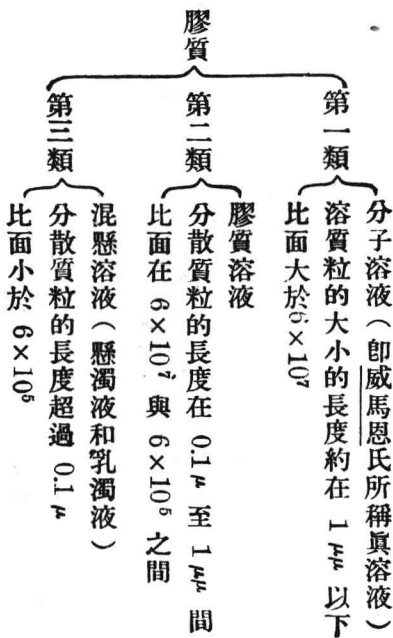 膠質
第一類
分子溶液（卽威馬恩氏所稱眞溶液）
溶質粒的大小的長度約在 1 μμ 以下
比面大於6×10⁷
第二類
膠質溶液
分散質粒的長度在 0.1 μ 至 1 μμ 間
比面在 6×10⁷ 與 6×10⁵ 之間
第三類
混懸溶液（懸濁液和乳濁液）
分散質粒的長度超過 0.1 μ
比面小於 6×10⁵